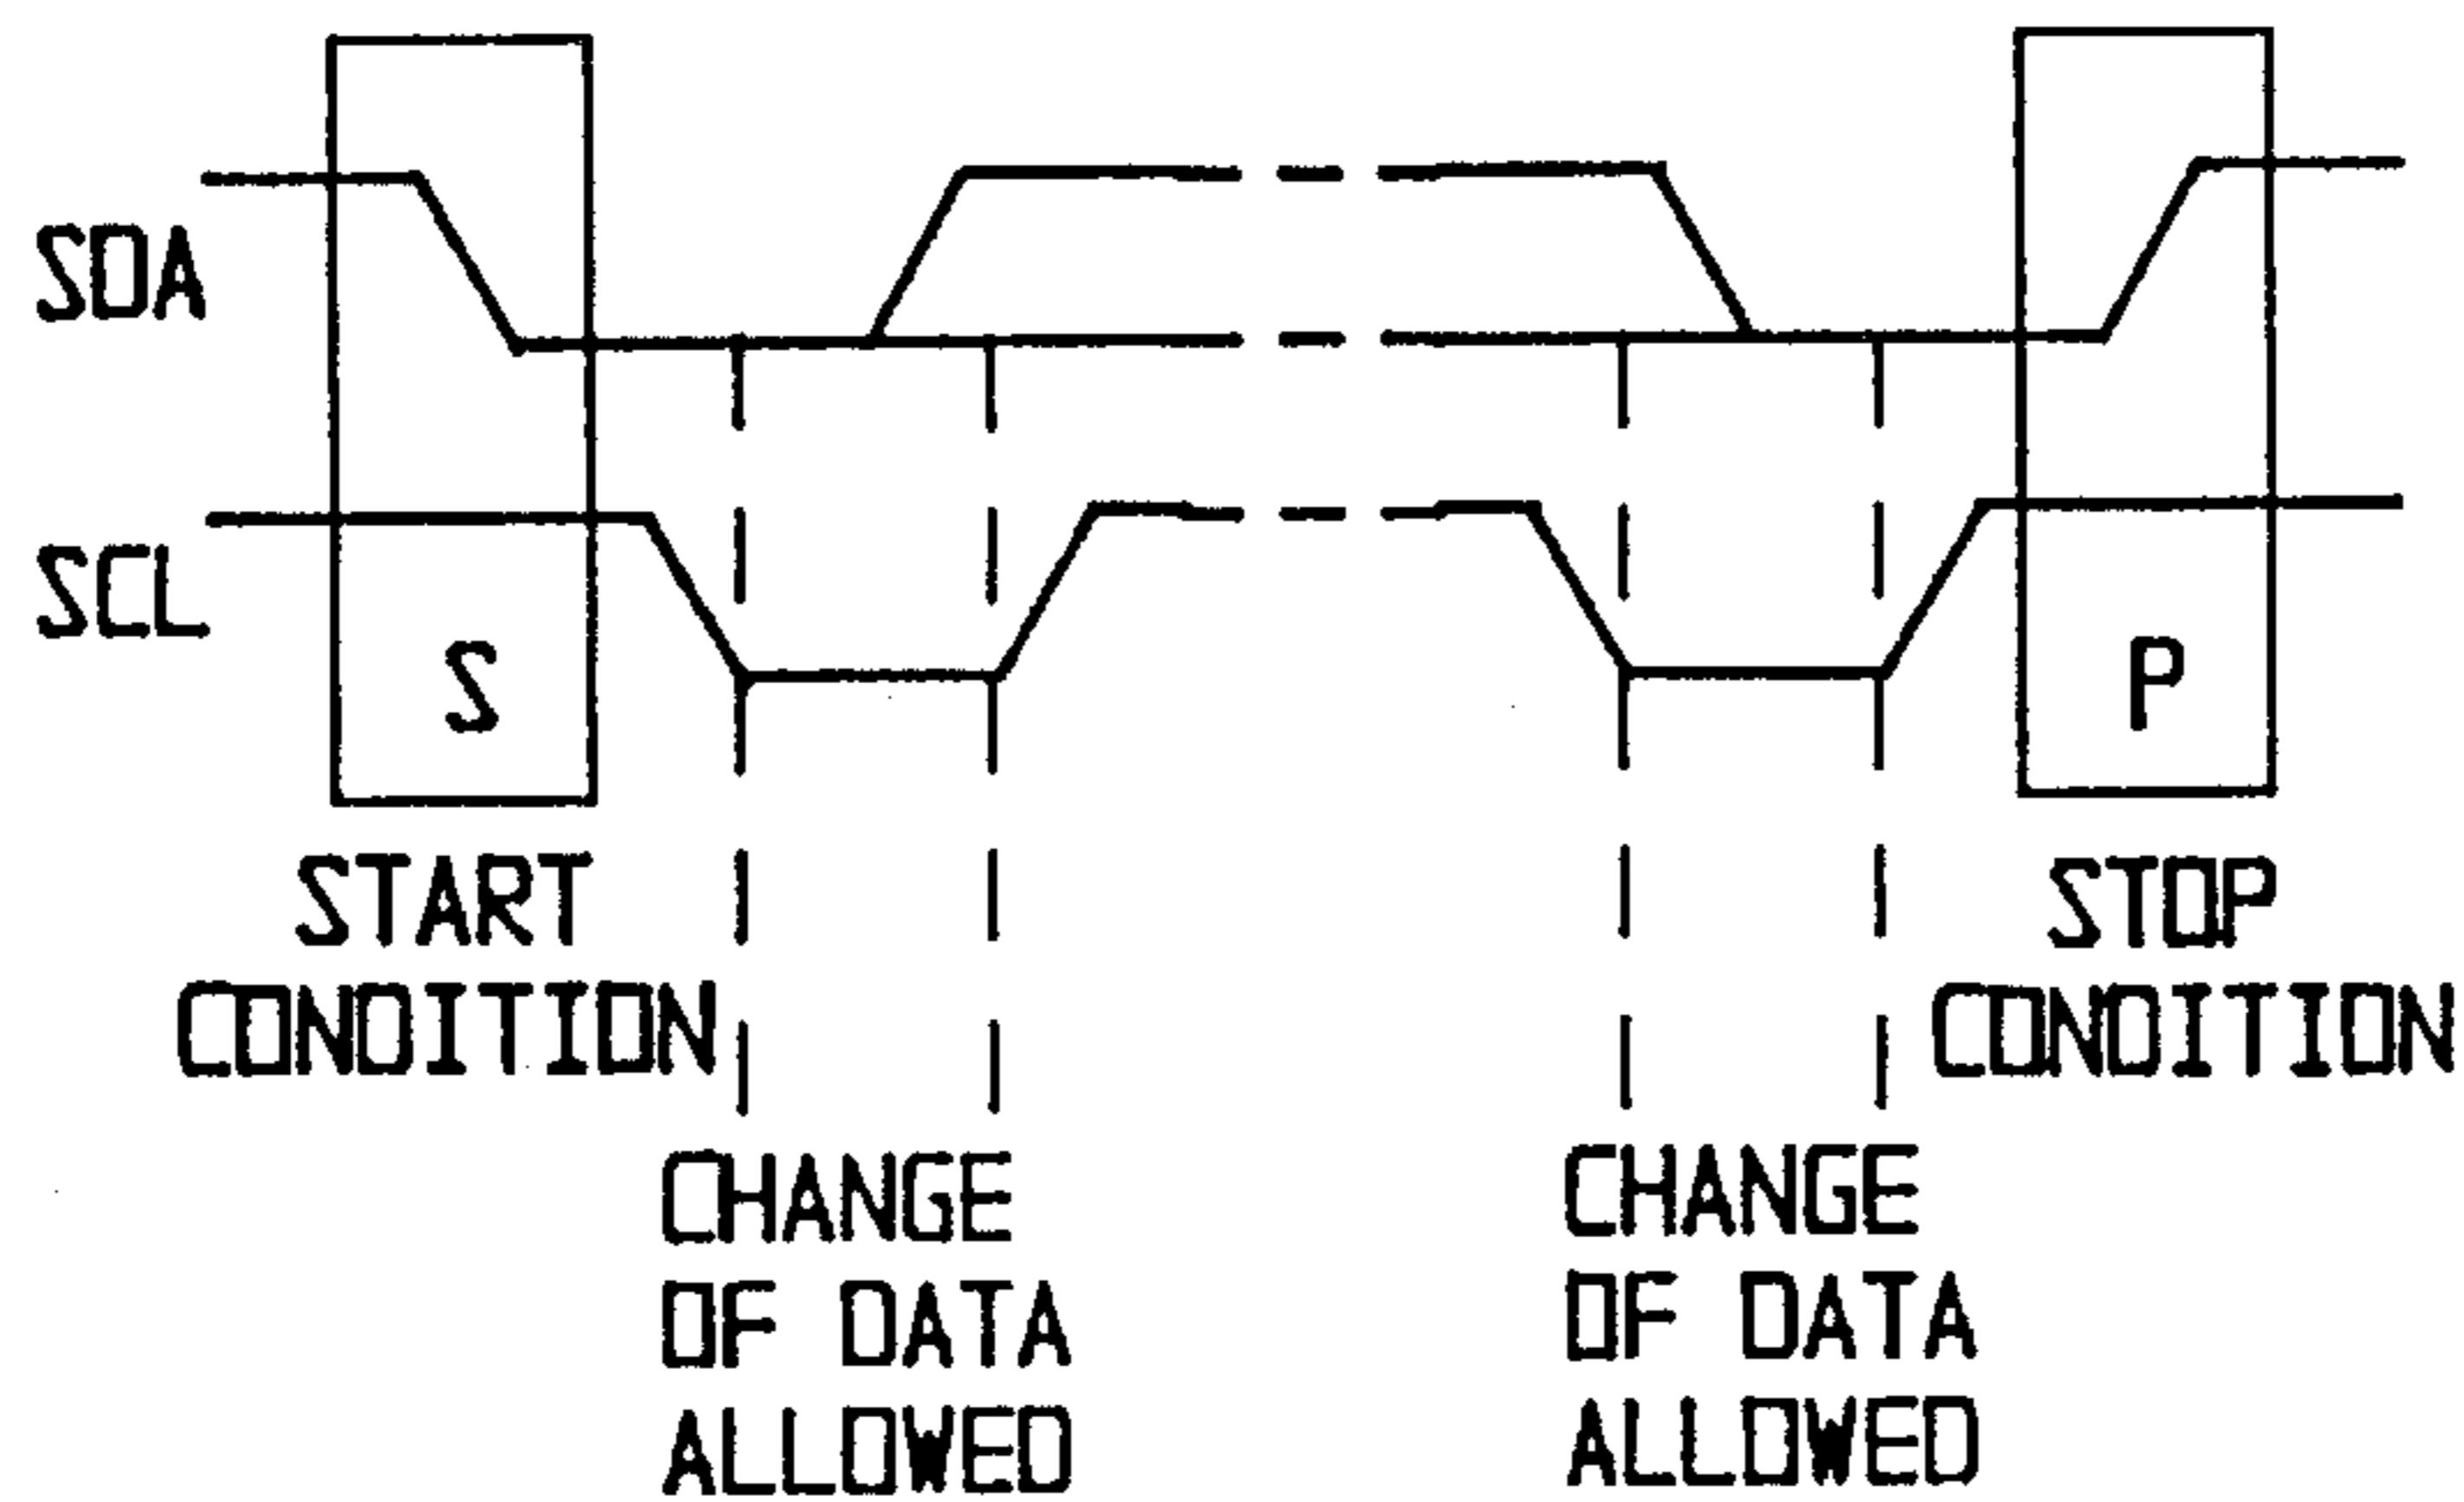 SDA
SCL
S
P
START
CONDITION
STOP
CONDITION
CHANGE
OF DATA
ALLOWED
CHANGE
OF DATA
ALLOWED